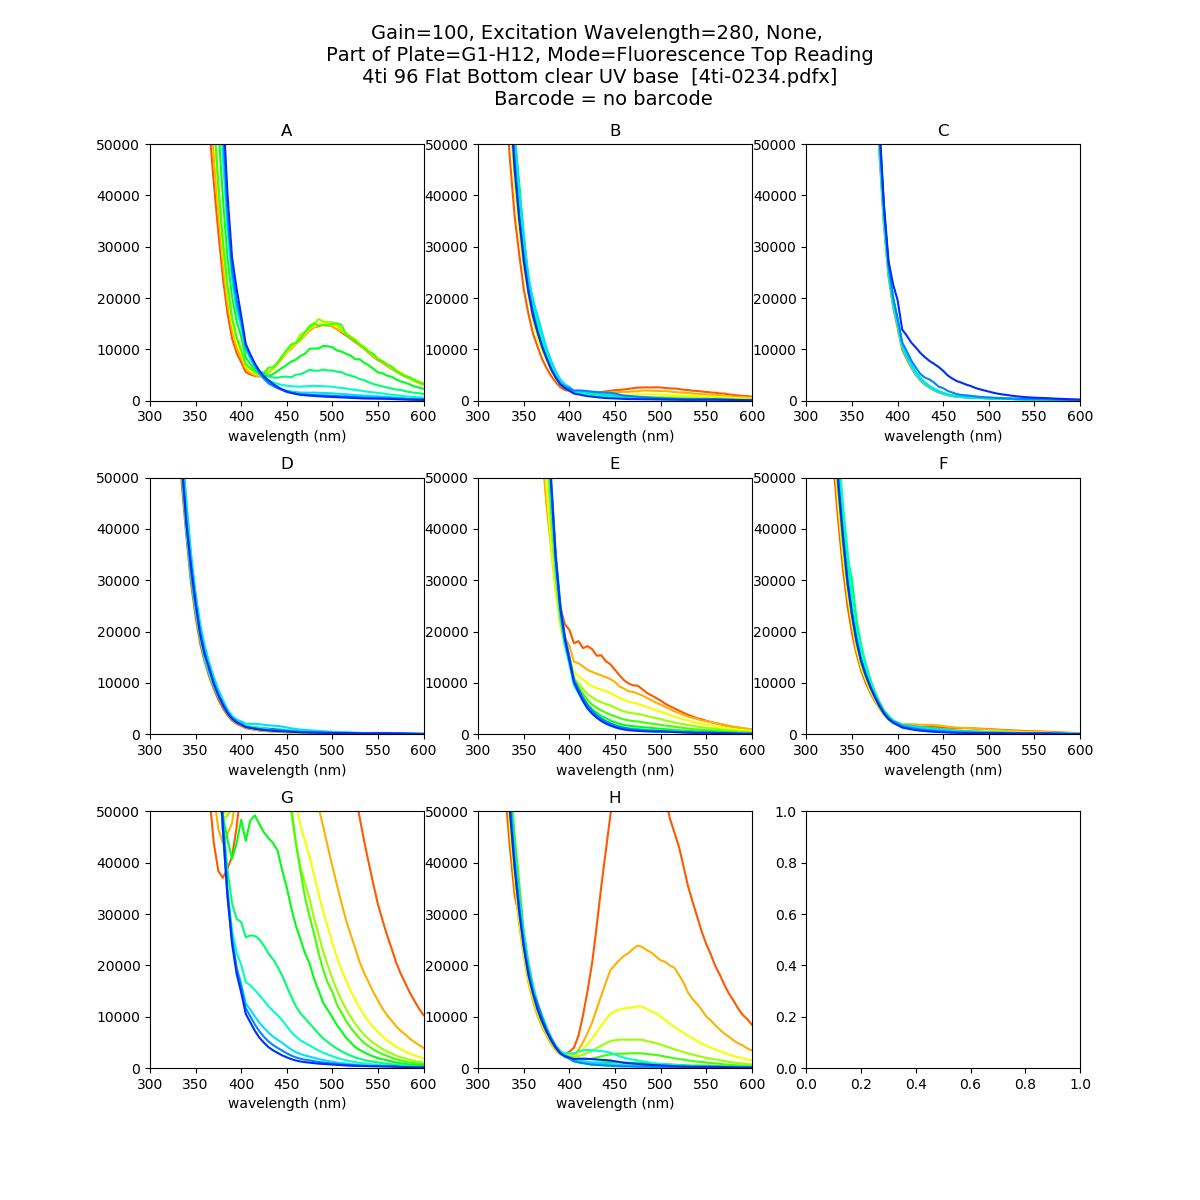 Gain=100, Excitation Wavelength=280, None,
Part of Plate=G1-H12, Mode=Fluorescence Top Reading
4ti 96 Flat Bottom clear UV base  [4ti-0234.pdfx]
Barcode = no barcode
A
50000
40000
30000
20000
10000
0
300 350 400 450 500 550 600
wavelength (nm)
B
50000
40000
30000
20000
10000
0
300 350 400 450 500 550 600
wavelength (nm)
C
50000
40000
30000
20000
10000
0
300 350 400 450 500 550 600
wavelength (nm)
D
50000
40000
30000
20000
10000
0
300 350 400 450 500 550 600
wavelength (nm)
E
50000
40000
30000
20000
10000
0
300 350 400 450 500 550 600
wavelength (nm)
F
50000
40000
30000
20000
10000
0
300 350 400 450 500 550 600
wavelength (nm)
G
50000
40000
30000
20000
10000
0
300 350 400 450 500 550 600
wavelength (nm)
H
50000
40000
30000
20000
10000
0
300 350 400 450 500 550 600
wavelength (nm)
1.0
0.8
0.6
0.4
0.2
0.0
0.0 0.2 0.4 0.6 0.8 1.0